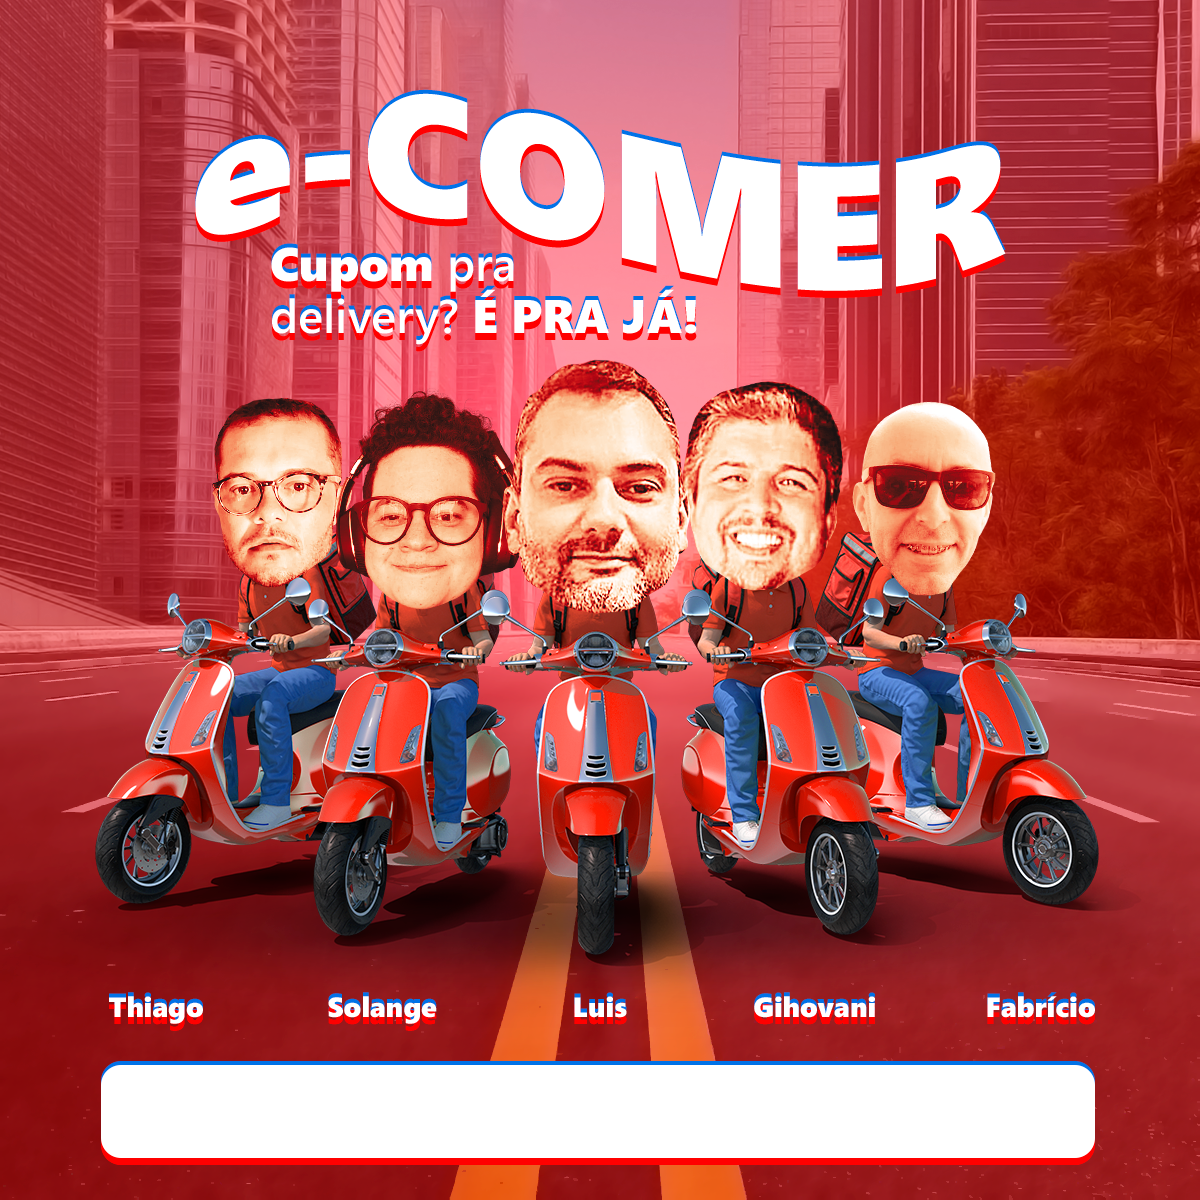 e-COMER
Cupom pra
delivery? É PRA JÁ!
Thiago Solange Luis Gihovani Fabrício